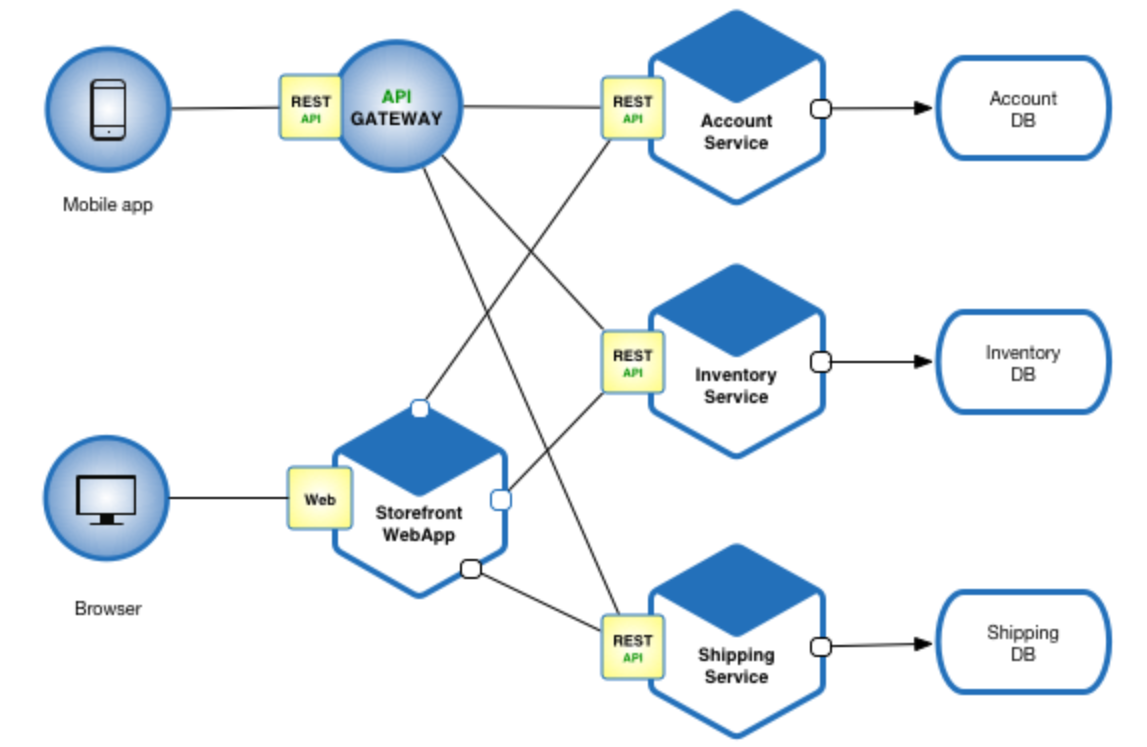 REST
API
API
GATEWAY
Mobile app
REST
API
Account
Service
Account
DB
REST
API
Inventory
Service
Inventory
DB
Web
Storefront
WebApp
Browser
REST
API
Shipping
Service
Shipping
DB